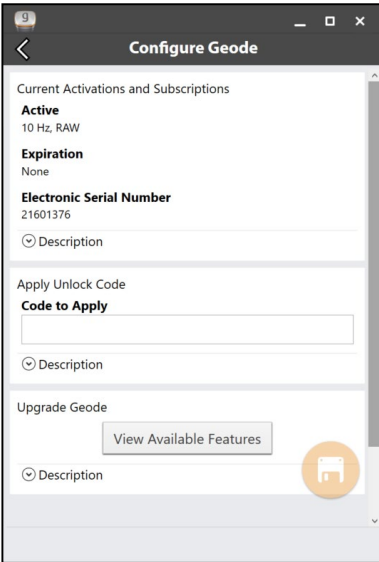 Configure Geode
Current Activations and Subscriptions
Active
10 Hz, RAW
Expiration
None
Electronic Serial Number
21601376
Description
Apply Unlock Code
Code to Apply
Description
Upgrade Geode
View Available Features
Description